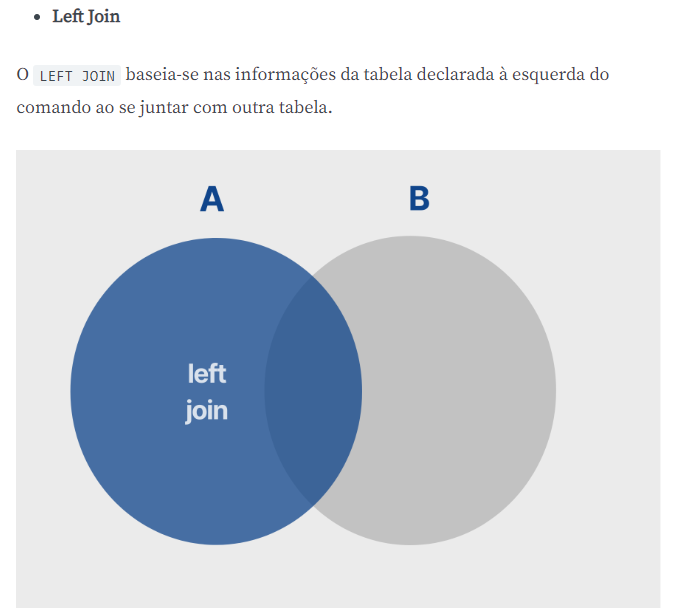 Left Join
O LEFT JOIN baseia-se nas informações da tabela declarada à esquerda do
comando ao se juntar com outra tabela.
A B
left
join